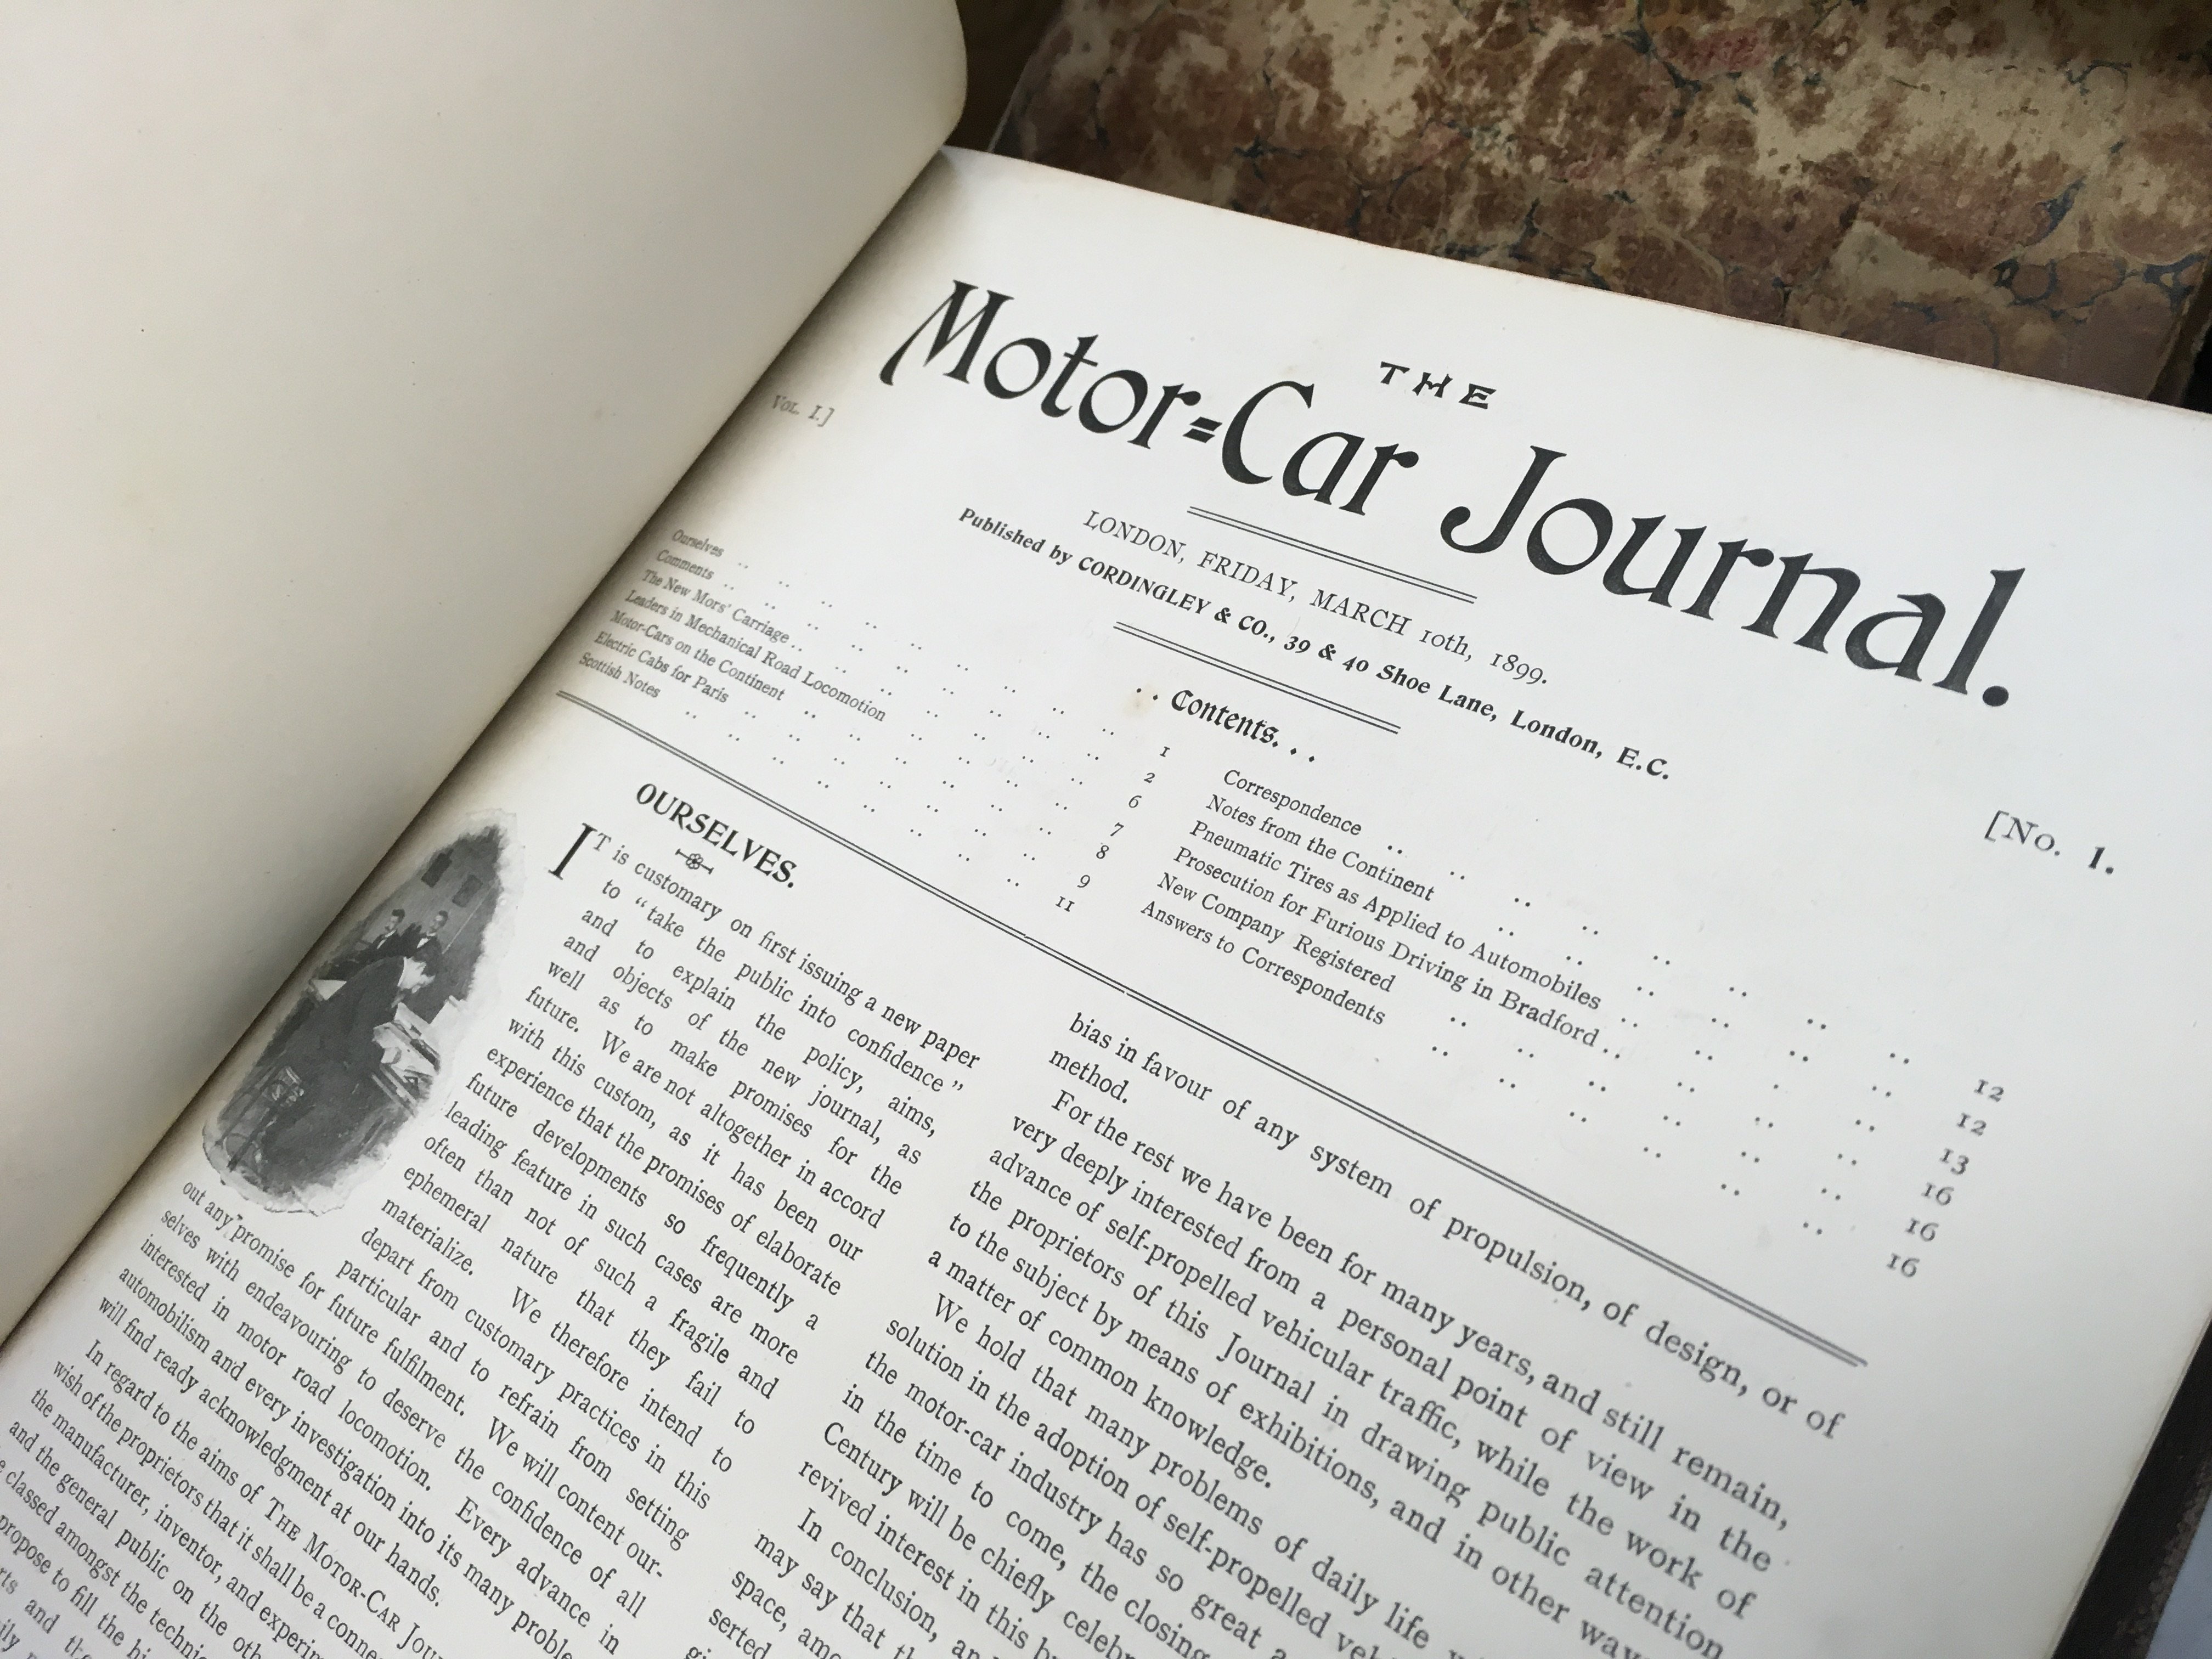 THE
Motor-Car Journal.
Vol. I.]
LONDON, FRIDAY, MARCH 10th, 1899.
[No. 1.
Published by CORDINGLEY & CO., 39 & 40 Shoe Lane, London, E.C.
.. Contents. . .
Ourselves .. .. .. .. .. .. .. .. 1
Comments .. .. .. .. .. .. .. .. 2
The New Mors' Carriage .. .. .. .. .. .. 6
Leaders in Mechanical Road Locomotion .. .. .. .. 7
Motor-Cars on the Continent .. .. .. .. .. 8
Electric Cabs for Paris .. .. .. .. .. .. 9
Scottish Notes .. .. .. .. .. .. .. .. 11
Correspondence .. .. .. .. .. .. .. 12
Notes from the Continent .. .. .. .. .. 12
Pneumatic Tires as Applied to Automobiles .. .. .. .. 13
Prosecution for Furious Driving in Bradford .. .. .. .. 16
New Company Registered .. .. .. .. .. 16
Answers to Correspondents .. .. .. .. .. 16
OURSELVES.
IT is customary on first issuing a new paper
to "take the public into confidence"
and to explain the policy, aims,
and objects of the new journal, as
well as to make promises for the
future. We are not altogether in accord
with this custom, as it has been our
experience that the promises of elaborate
future developments so frequently a
leading feature in such cases are more
often than not of such a fragile and
ephemeral nature that they fail to
materialize. We therefore intend to
depart from customary practices in this
particular and to refrain from setting
out any promise for future fulfilment. We will content our-
selves with endeavouring to deserve the confidence of all
interested in motor road locomotion. Every advance in
automobilism and every investigation into its many proble
will find ready acknowledgment at our hands.
In regard to the aims of THE MOTOR-CAR JOU
wish of the proprietors that it shall be a conne
the manufacturer, inventor, and experim
and the general public on the oth
classed amongst the technic
propose to fill the hi
and the
bias in favour of any system of propulsion, of design, or of
method.
For the rest we have been for many years, and still remain,
very deeply interested from a personal point of view in the
advance of self-propelled vehicular traffic, while the work of
the proprietors of this Journal in drawing public attention
to the subject by means of exhibitions, and in other way
a matter of common knowledge.
We hold that many problems of daily life
solution in the adoption of self-propelled veh
the motor-car industry has so great a
in the time to come, the closing
Century will be chiefly celebr
revived interest in this b
In conclusion, an
may say that th
space, amo
serted
gi